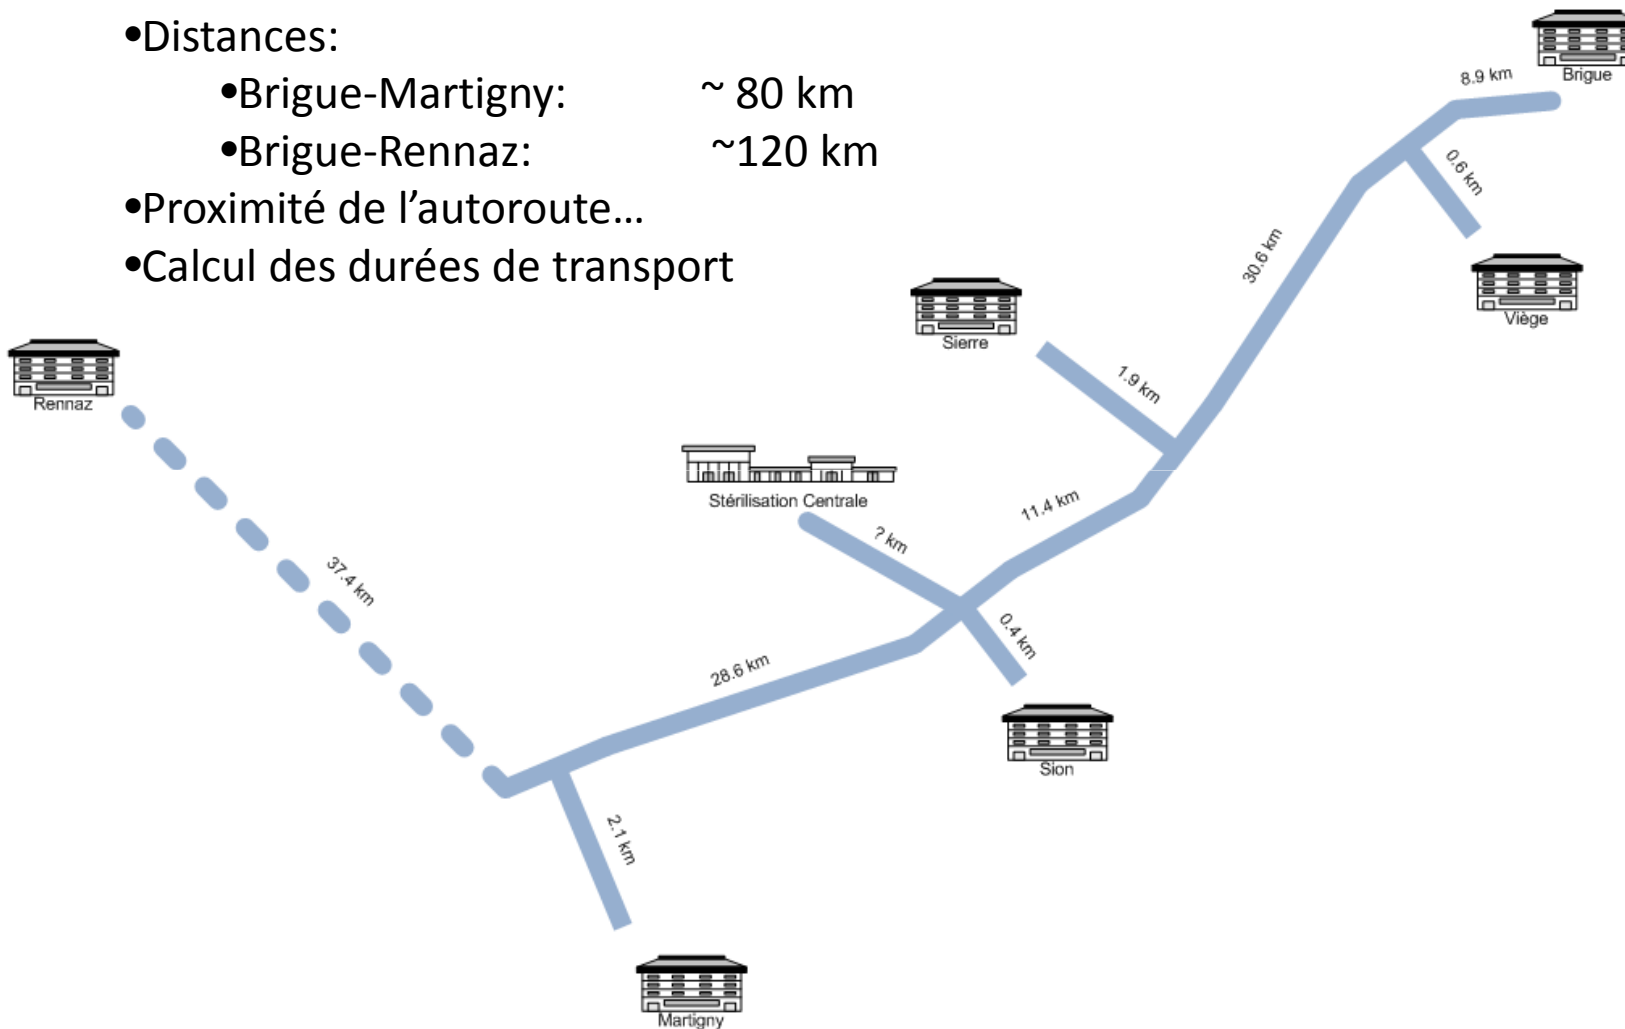 •Distances:
•Brigue-Martigny: ~ 80 km
•Brigue-Rennaz: ~120 km
•Proximité de l’autoroute…
•Calcul des durées de transport
Brigue
8.9 km
0.6 km
Viège
30.6 km
Sierre
1.9 km
Rennaz
Stérilisation Centrale
11.4 km
? km
37.4 km
0.4 km
28.6 km
Sion
2.1 km
Martigny